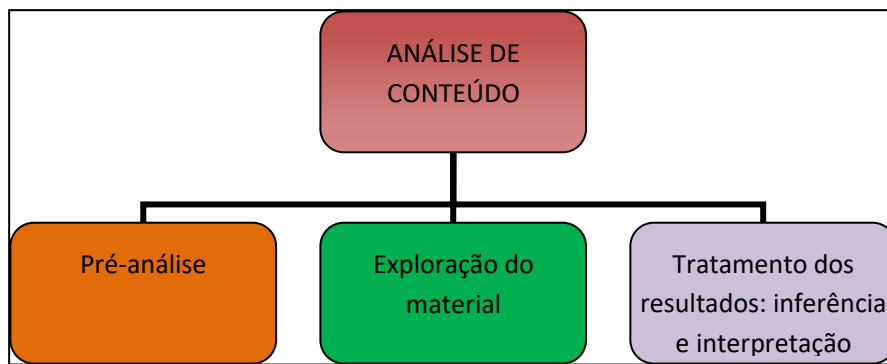 ANÁLISE DE
CONTEÚDO
Pré-análise
Exploração do
material
Tratamento dos
resultados: inferência
e interpretação